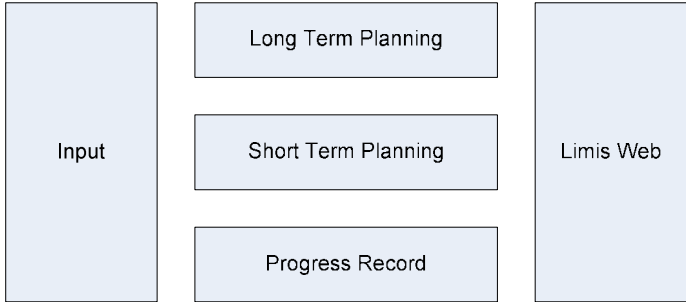 Input
Long Term Planning
Short Term Planning
Progress Record
Limis Web